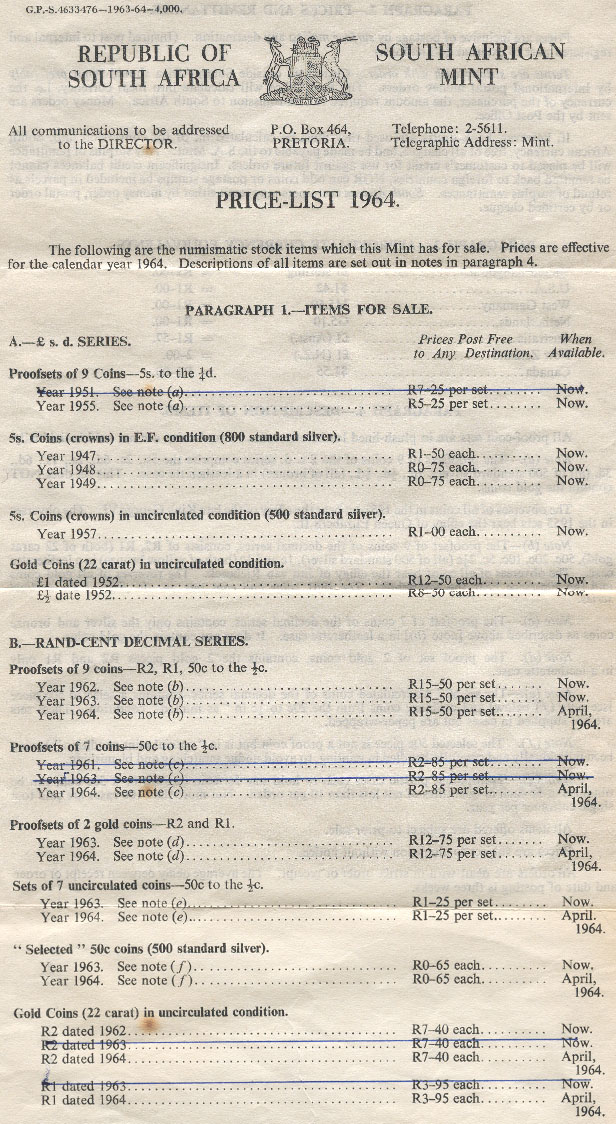 G.P.-S.4633476—1963-64—4,000.
REPUBLIC OF
SOUTH AFRICA
SOUTH AFRICAN
MINT
All communications to be addressed
to the DIRECTOR.
P.O. Box 464,
PRETORIA.
Telephone: 2-5611.
Telegraphic Address: Mint.
PRICE-LIST 1964.
The following are the numismatic stock items which this Mint has for sale. Prices are effective
for the calendar year 1964. Descriptions of all items are set out in notes in paragraph 4.
PARAGRAPH 1.—ITEMS FOR SALE.
A.—£ s. d. SERIES. Prices Post Free When
to Any Destination. Available.
Proofsets of 9 Coins—5s. to the ¼d.
Year 1951. See note (a) R7-25 per set Now.
Year 1955. See note (a) R5-25 per set Now.
5s. Coins (crowns) in E.F. condition (800 standard silver).
Year 1947 R1-50 each Now.
Year 1948 R0-75 each Now.
Year 1949 R0-75 each Now.
5s. Coins (crowns) in uncirculated condition (500 standard silver).
Year 1957 R1-00 each Now.
Gold Coins (22 carat) in uncirculated condition.
£1 dated 1952 R12-50 each Now.
£½ date 1952 R8-50 each Now.
B.—RAND-CENT DECIMAL SERIES.
Proofsets of 9 coins—R2, R1, 50c to the ½c.
Year 1962. See note (b) R15-50 per set Now.
Year 1963. See note (b) R15-50 per set Now.
Year 1964. See note (b) R15-50 per set April,
1964.
Proofsets of 7 coins—50c to the ½c.
Year 1961. See note (c) R2-85 per set Now.
Year 1963. See note (c) R2-85 per set Now.
Year 1964. See note (c) R2-85 per set April,
1964.
Proofsets of 2 gold coins—R2 and R1.
Year 1963. See note (d) R12-75 per set Now.
Year 1964. See note (d) R12-75 per set April,
1964.
Sets of 7 uncirculated coins—50c to the ½c.
Year 1963. See note (e) R1-25 per set Now.
Year 1964. See note (e) R1-25 per set April.
1964.
“ Selected ” 50c coins (500 standard silver).
Year 1963. See note (f) R0-65 each Now.
Year 1964. See note (f) R0-65 each April,
1964.
Gold Coins (22 carat) in uncirculated condition.
R2 dated 1962 R7-40 each Now.
R2 dated 1963 R7-40 each Now.
R2 dated 1964 R7-40 each April,
1964.
R1 dated 1963 R3-95 each Now.
R1 dated 1964 R3-95 each April,
1964.